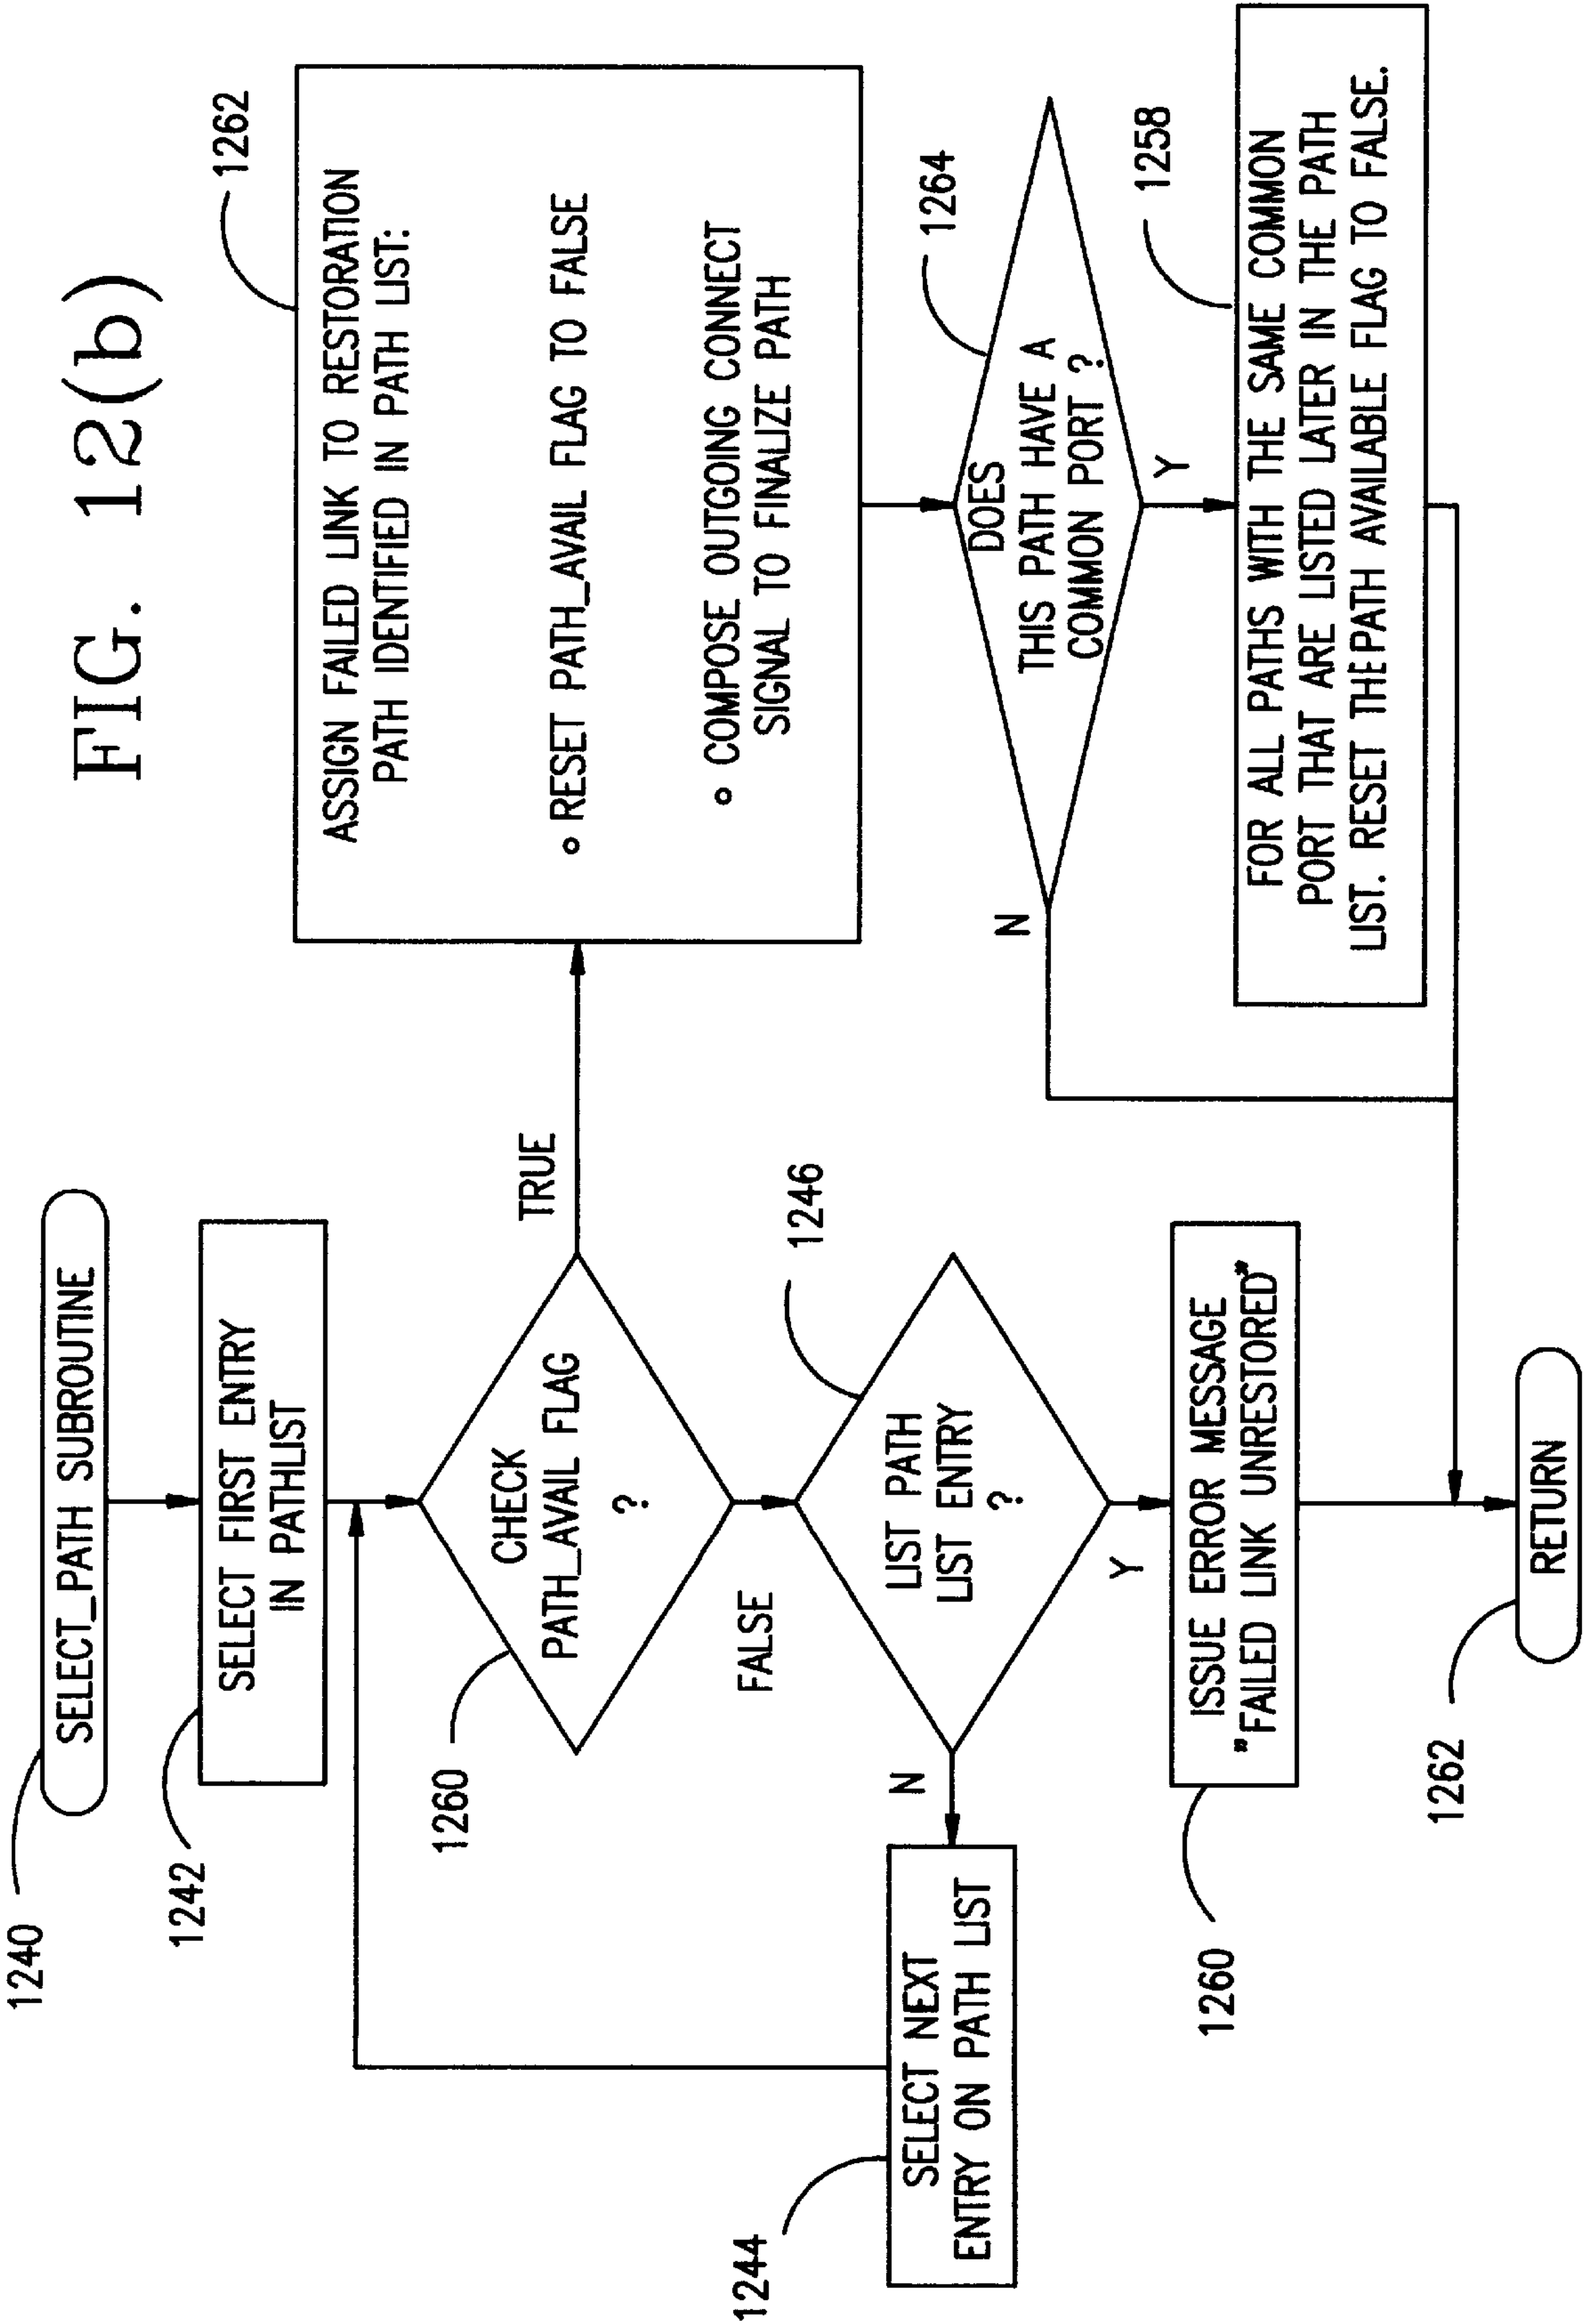 FIG. 12(b)
1240
SELECT_PATH SUBROUTINE
1242
SELECT FIRST ENTRY
IN PATHLIST
1260
CHECK
PATH_AVAIL FLAG
?
TRUE
FALSE
1262
ASSIGN FAILED LINK TO RESTORATION
PATH IDENTIFIED IN PATH LIST:
∘ RESET PATH_AVAIL FLAG TO FALSE
∘ COMPOSE OUTGOING CONNECT
SIGNAL TO FINALIZE PATH
1246
LIST PATH
LIST ENTRY
?
N
Y
1244
SELECT NEXT
ENTRY ON PATH LIST
1264
DOES
THIS PATH HAVE A
COMMON PORT ?
N
Y
1260
ISSUE ERROR MESSAGE
"FAILED LINK UNRESTORED"
1258
FOR ALL PATHS WITH THE SAME COMMON
PORT THAT ARE LISTED LATER IN THE PATH
LIST. RESET THE PATH AVAILABLE FLAG TO FALSE.
1262
RETURN